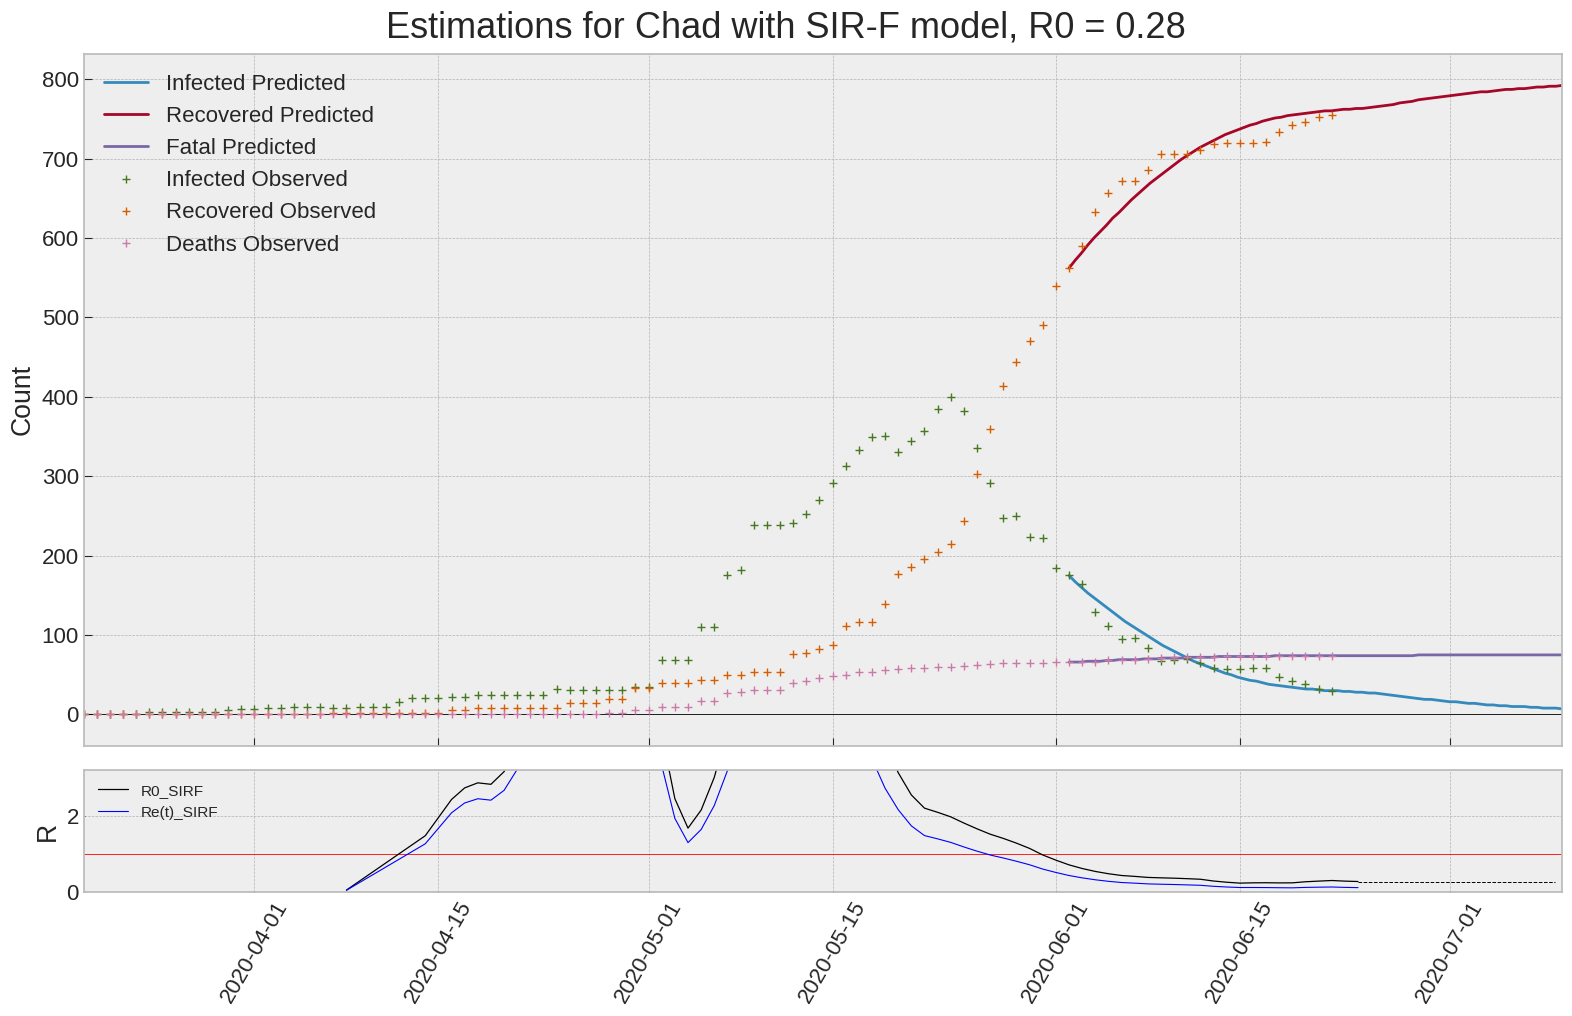 Estimations for Chad with SIR-F model, R0 = 0.28
800
700
600
500
400
300
200
100
0
Count
Infected Predicted
Recovered Predicted
Fatal Predicted
Infected Observed
Recovered Observed
Deaths Observed
2
0
R
R0_SIRF
Re(t)_SIRF
2020-04-01
2020-04-15
2020-05-01
2020-05-15
2020-06-01
2020-06-15
2020-07-01